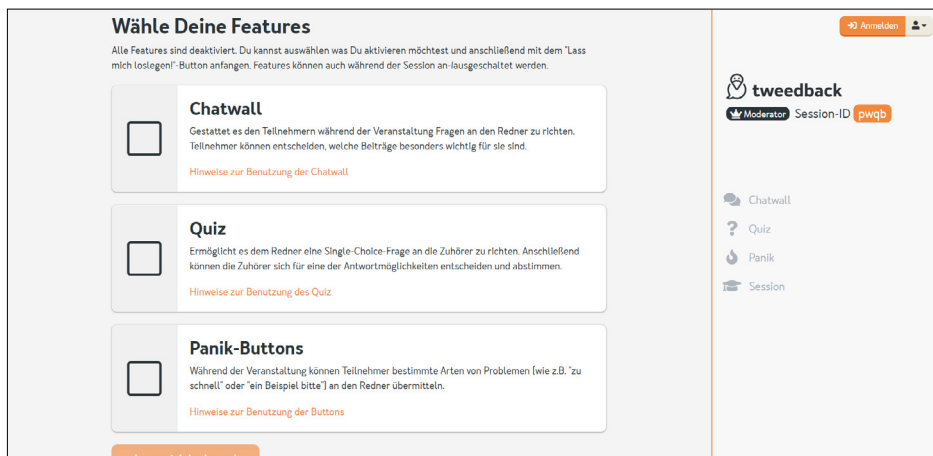 Wähle Deine Features
Alle Features sind deaktiviert. Du kannst auswählen was Du aktivieren möchtest und anschließend mit dem "Lass
mich loslegen!"-Button anfangen. Features können auch während der Session an-/ausgeschaltet werden.
Chatwall
Gestattet es den Teilnehmern während der Veranstaltung Fragen an den Redner zu richten.
Teilnehmer können entscheiden, welche Beiträge besonders wichtig für sie sind.
Hinweise zur Benutzung der Chatwall
Quiz
Ermöglicht es dem Redner eine Single-Choice-Frage an die Zuhörer zu richten. Anschließend
können die Zuhörer sich für eine der Antwortmöglichkeiten entscheiden und abstimmen.
Hinweise zur Benutzung des Quiz
Panik-Buttons
Während der Veranstaltung können Teilnehmer bestimmte Arten von Problemen (wie z.B. "zu
schnell" oder "ein Beispiel bitte") an den Redner übermitteln.
Hinweise zur Benutzung der Buttons
Anmelden
tweedback
Moderator Session-ID pwqb
Chatwall
Quiz
Panik
Session